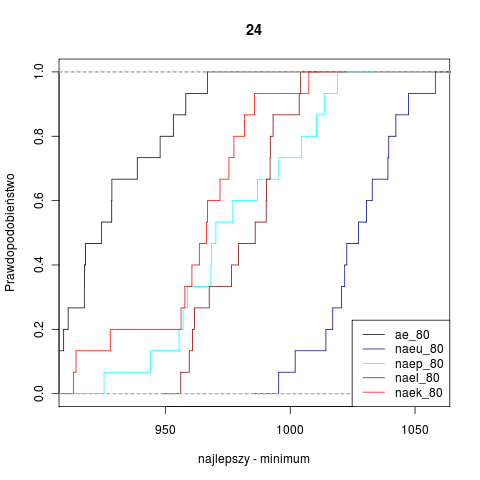 24
Prawdopodobieństwo
1.0
0.8
0.6
0.4
0.2
0.0
ae_80
naeu_80
naep_80
nael_80
naek_80
950
1000
1050
najlepszy - minimum